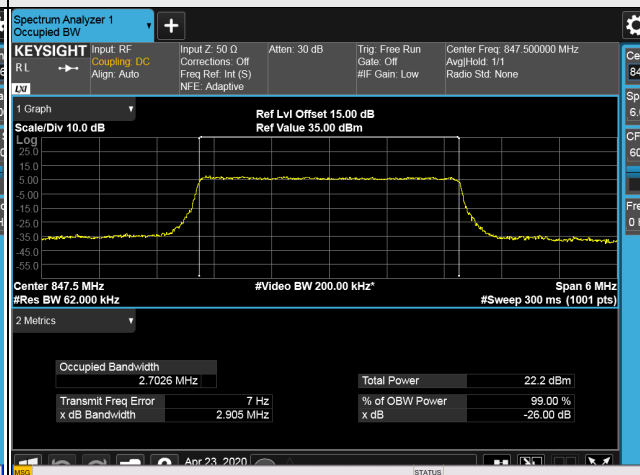 Spectrum Analyzer 1
Occupied BW
KEYSIGHT Input: RF Input Z: 50 Ω Atten: 30 dB Trig: Free Run Center Freq: 847.500000 MHz
R L Coupling: DC Corrections: Off Gate: Off Avg|Hold: 1/1
Align: Auto Freq Ref: Int (S) #IF Gain: Low Radio Std: None
LXI NFE: Adaptive
1 Graph
Ref Lvl Offset 15.00 dB
Scale/Div 10.0 dB Ref Value 35.00 dBm
Log
25.0
15.0
5.00
-5.00
-15.0
-25.0
-35.0
-45.0
-55.0
Center 847.5 MHz #Video BW 200.00 kHz* Span 6 MHz
#Res BW 62.000 kHz #Sweep 300 ms (1001 pts)
2 Metrics
Occupied Bandwidth
2.7026 MHz
Total Power 22.2 dBm
Transmit Freq Error 7 Hz % of OBW Power 99.00 %
x dB Bandwidth 2.905 MHz x dB -26.00 dB
Apr 23, 2020
MSG STATUS